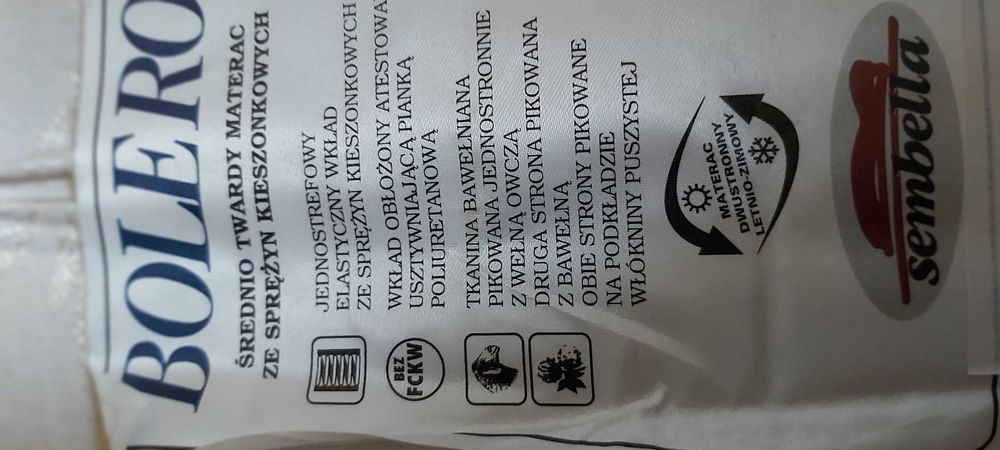 BOLERO
ŚREDNIO TWARDY MATERAC
ZE SPRĘŻYN KIESZONKOWYCH
JEDNOSTREFOWY
ELASTYCZNY WKŁAD
ZE SPRĘŻYN KIESZONKOWYCH
BEZ
FCKW
WKŁAD OBŁOŻONY ATESTOWA
USZTYWNIAJĄCĄ PIANKĄ
POLIURETANOWĄ
TKANINA BAWEŁNIANA
PIKOWANA JEDNOSTRONNIE
Z WEŁNĄ OWCZĄ
DRUGA STRONA PIKOWANA
Z BAWEŁNĄ
OBIE STRONY PIKOWANE
NA PODKŁADZIE
WŁÓKNINY PUSZYSTEJ
MATERAC
DWUSTRONNY
LETNIO-ZIMOWY
sembella